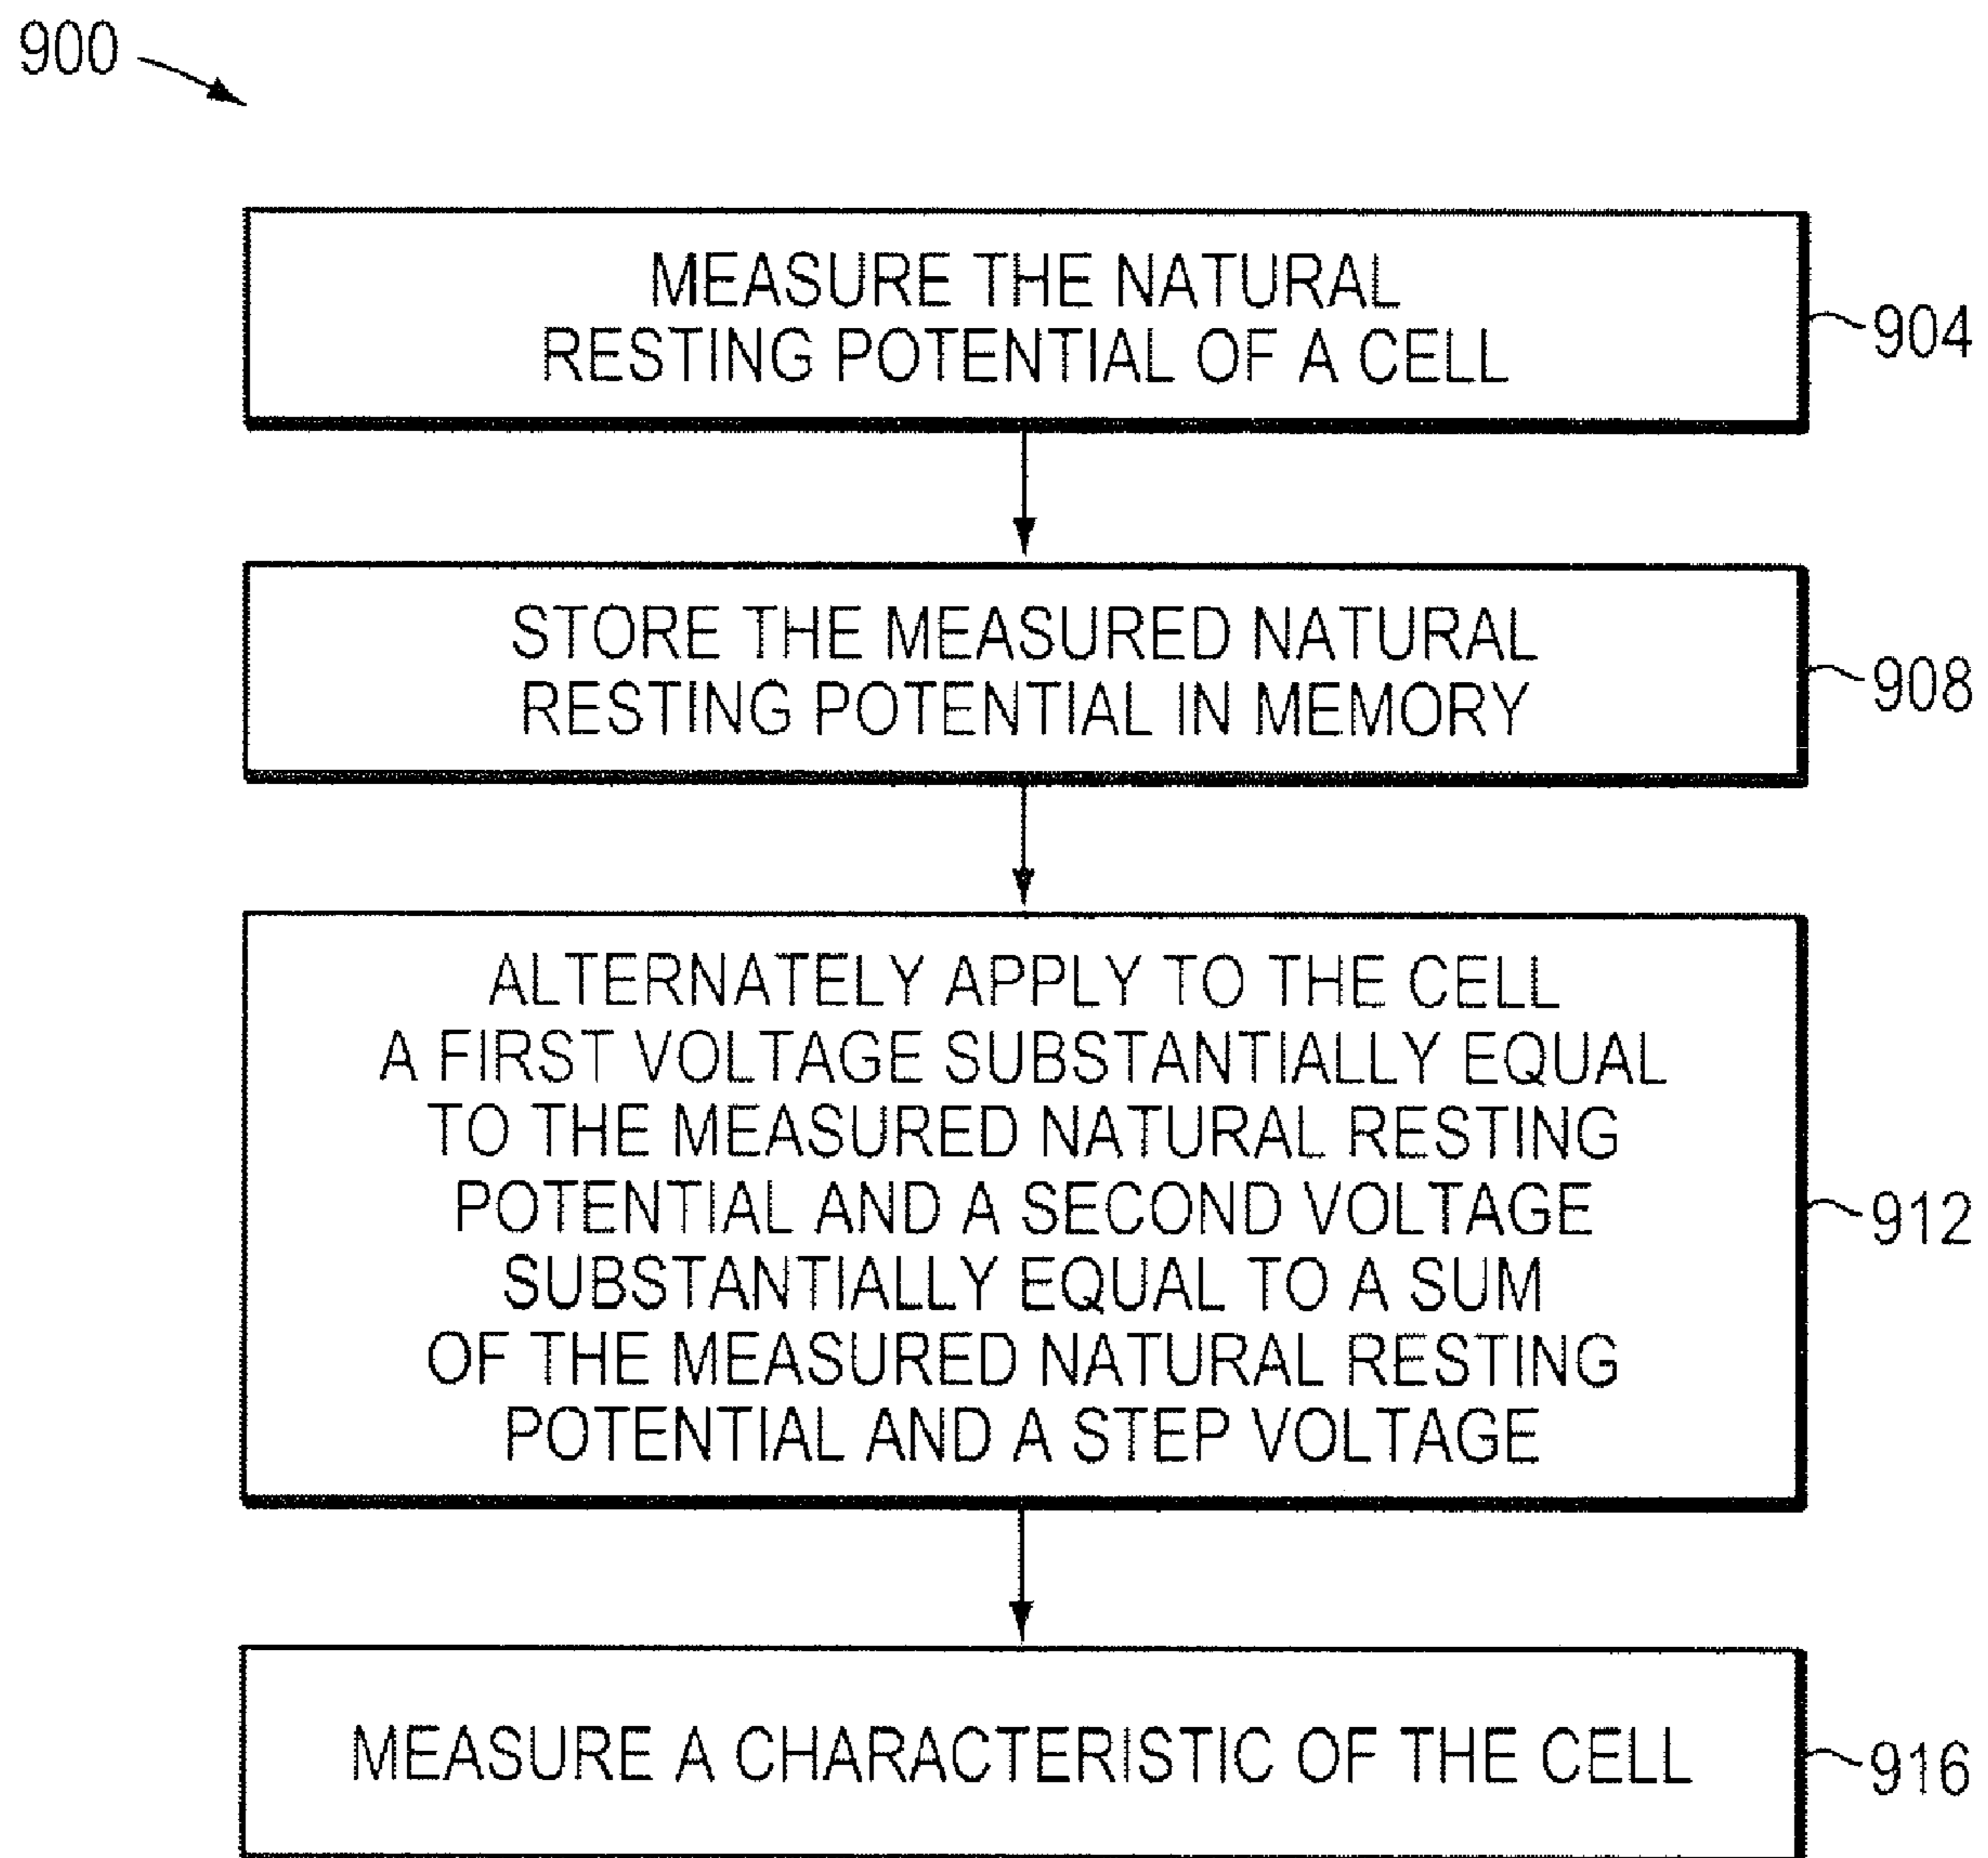 900
MEASURE THE NATURAL
RESTING POTENTIAL OF A CELL
904
STORE THE MEASURED NATURAL
RESTING POTENTIAL IN MEMORY
908
ALTERNATELY APPLY TO THE CELL
A FIRST VOLTAGE SUBSTANTIALLY EQUAL
TO THE MEASURED NATURAL RESTING
POTENTIAL AND A SECOND VOLTAGE
SUBSTANTIALLY EQUAL TO A SUM
OF THE MEASURED NATURAL RESTING
POTENTIAL AND A STEP VOLTAGE
912
MEASURE A CHARACTERISTIC OF THE CELL
916